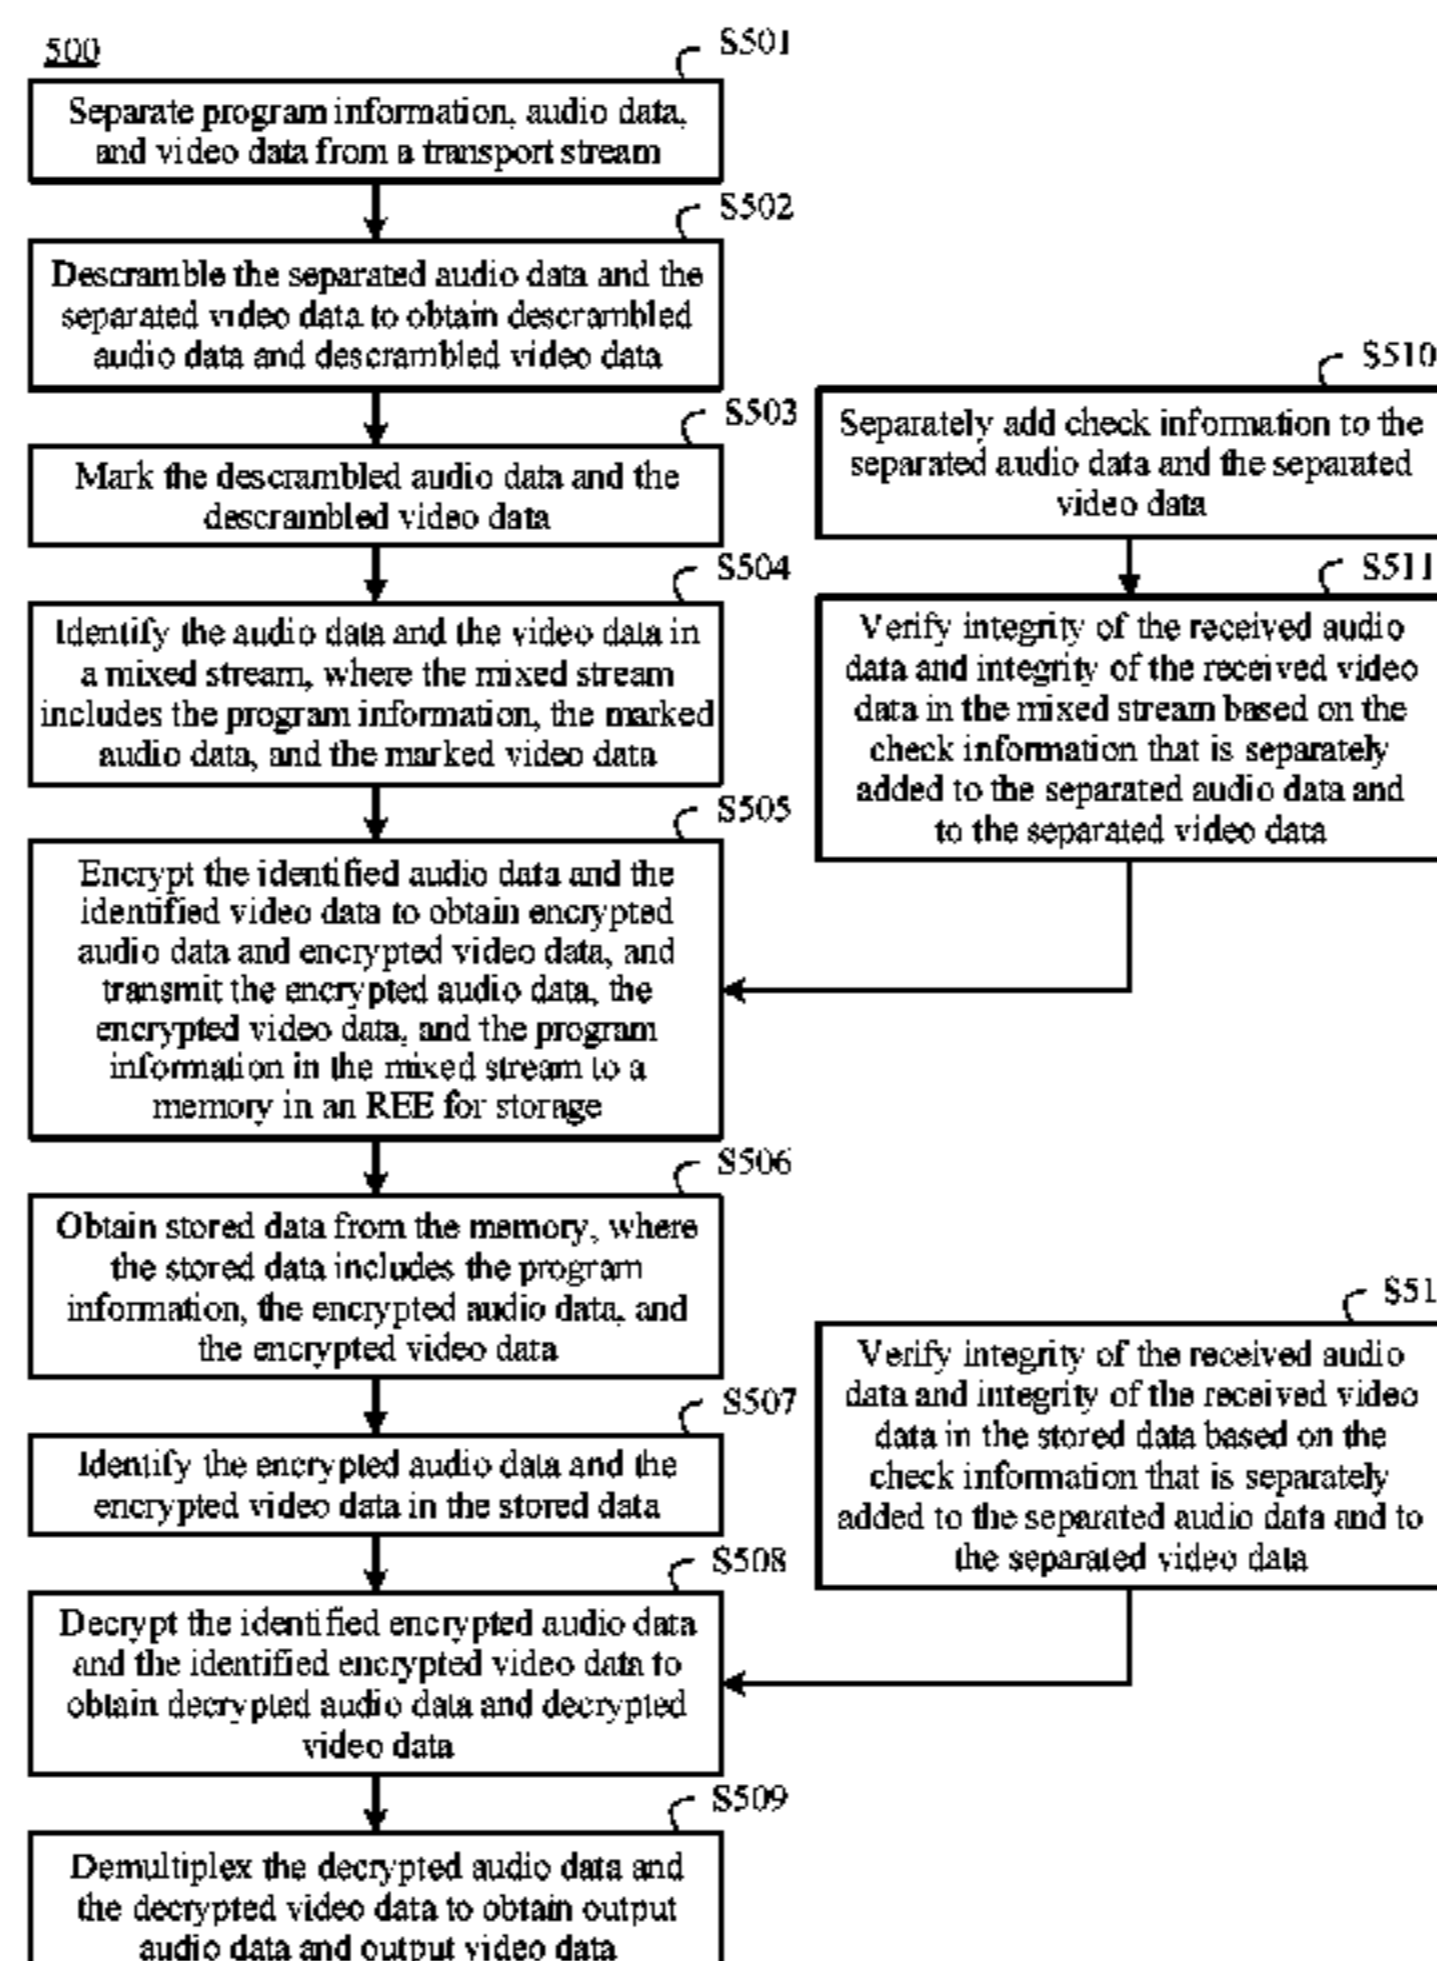 500
S501
Separate program information, audio data,
and video data from a transport stream
S502
Descramble the separated audio data and the
separated video data to obtain descrambled
audio data and descrambled video data
S503
Mark the descrambled audio data and the
descrambled video data
S504
Identify the audio data and the video data in
a mixed stream, where the mixed stream
includes the program information, the marked
audio data, and the marked video data
S505
Encrypt the identified audio data and the
identified video data to obtain encrypted
audio data and encrypted video data, and
transmit the encrypted audio data, the
encrypted video data, and the program
information in the mixed stream to a
memory in an REE for storage
S506
Obtain stored data from the memory, where
the stored data includes the program
information, the encrypted audio data, and
the encrypted video data
S507
Identify the encrypted audio data and the
encrypted video data in the stored data
S508
Decrypt the identified encrypted audio data
and the identified encrypted video data to
obtain decrypted audio data and decrypted
video data
S509
Demultiplex the decrypted audio data and
the decrypted video data to obtain output
audio data and output video data
S510
Separately add check information to the
separated audio data and the separated
video data
S511
Verify integrity of the received audio
data and integrity of the received video
data in the mixed stream based on the
check information that is separately
added to the separated audio data and
to the separated video data
S51
Verify integrity of the received audio
data and integrity of the received video
data in the stored data based on the
check information that is separately
added to the separated audio data and to
the separated video data